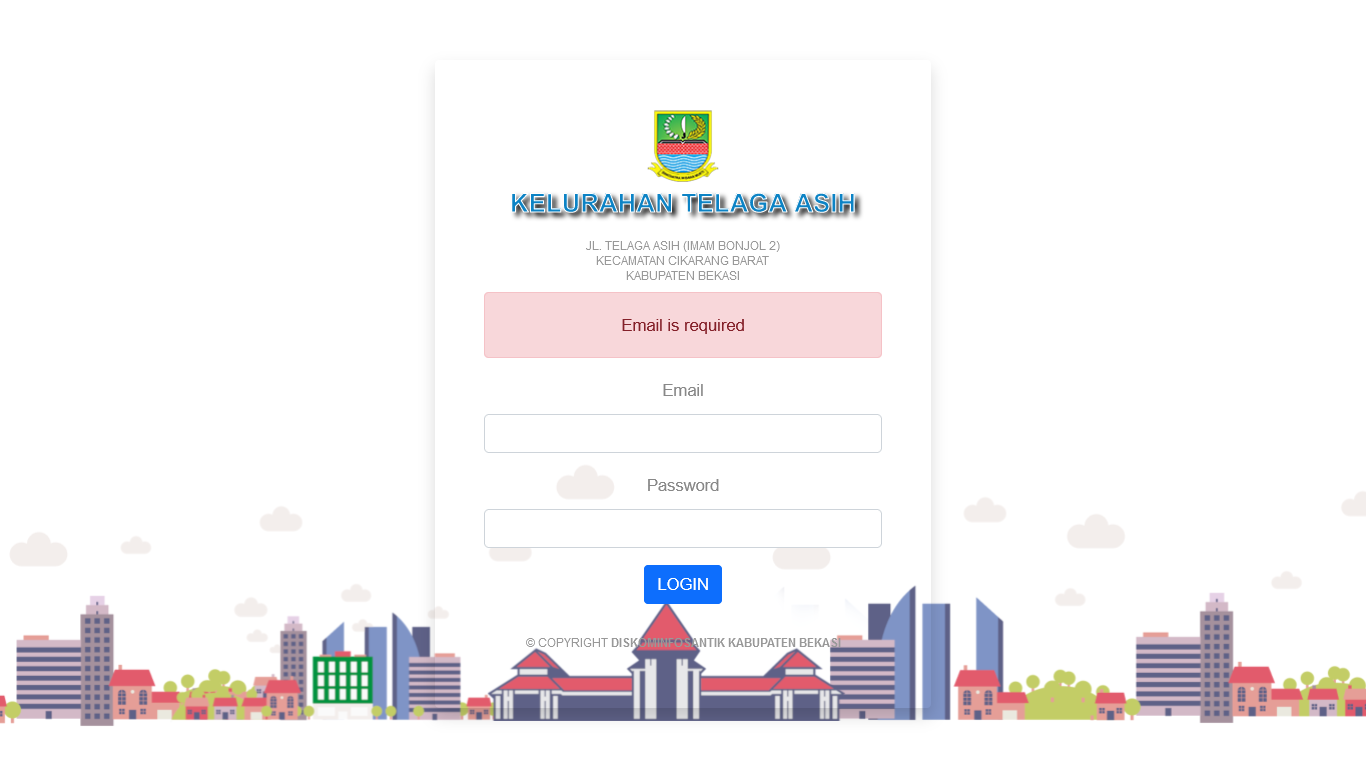 KELURAHAN TELAGA ASIH
JL. TELAGA ASIH (IMAM BONJOL 2)
KECAMATAN CIKARANG BARAT
KABUPATEN BEKASI
Email is required
Email
Password
LOGIN
© COPYRIGHT DISKOMINFOSANTIK KABUPATEN BEKASI